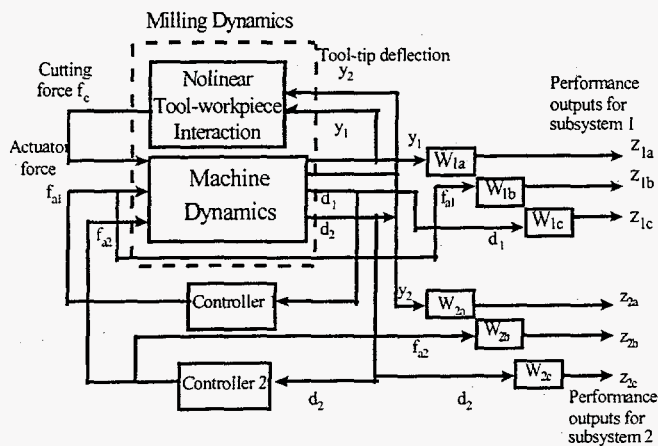 Milling Dynamics
Tool-tip deflection
y2
Cutting
force fc
Nolinear
Tool-workpiece
Interaction
y1
Performance
outputs for
subsystem 1
y1
W1a
z1a
Actuator
force
fa1
Machine
Dynamics
d1
d2
fa1
W1b
z1b
W1c
z1c
d1
fa2
y2
W2a
z2a
Controller 1
W2b
z2b
fa2
Controller 2
d2
d2
W2c
z2c
Performance
outputs for
subsystem 2